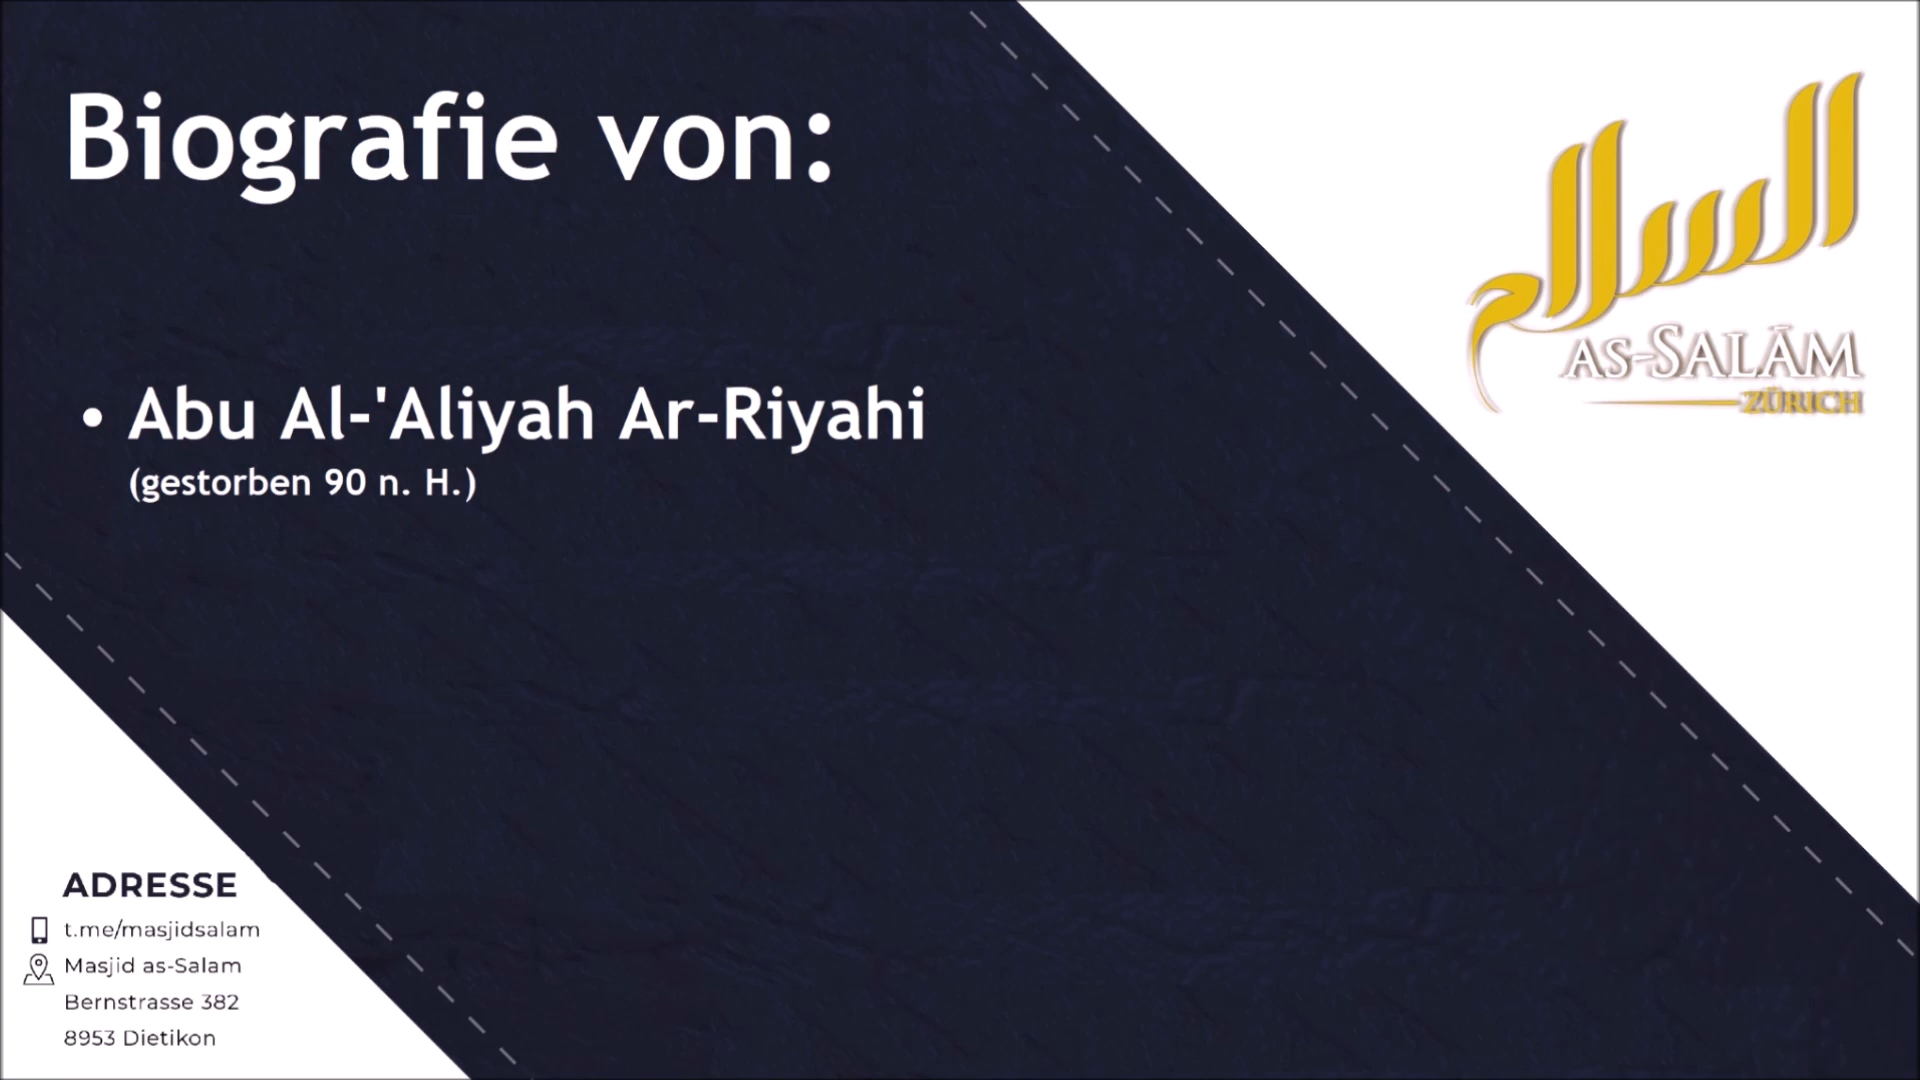 Biografie von:
السلام
AS-SALĀM
ZÜRICH
• Abu Al-'Aliyah Ar-Riyahi
(gestorben 90 n. H.)
ADRESSE
t.me/masjidsalam
Masjid as-Salam
Bernstrasse 382
8953 Dietikon